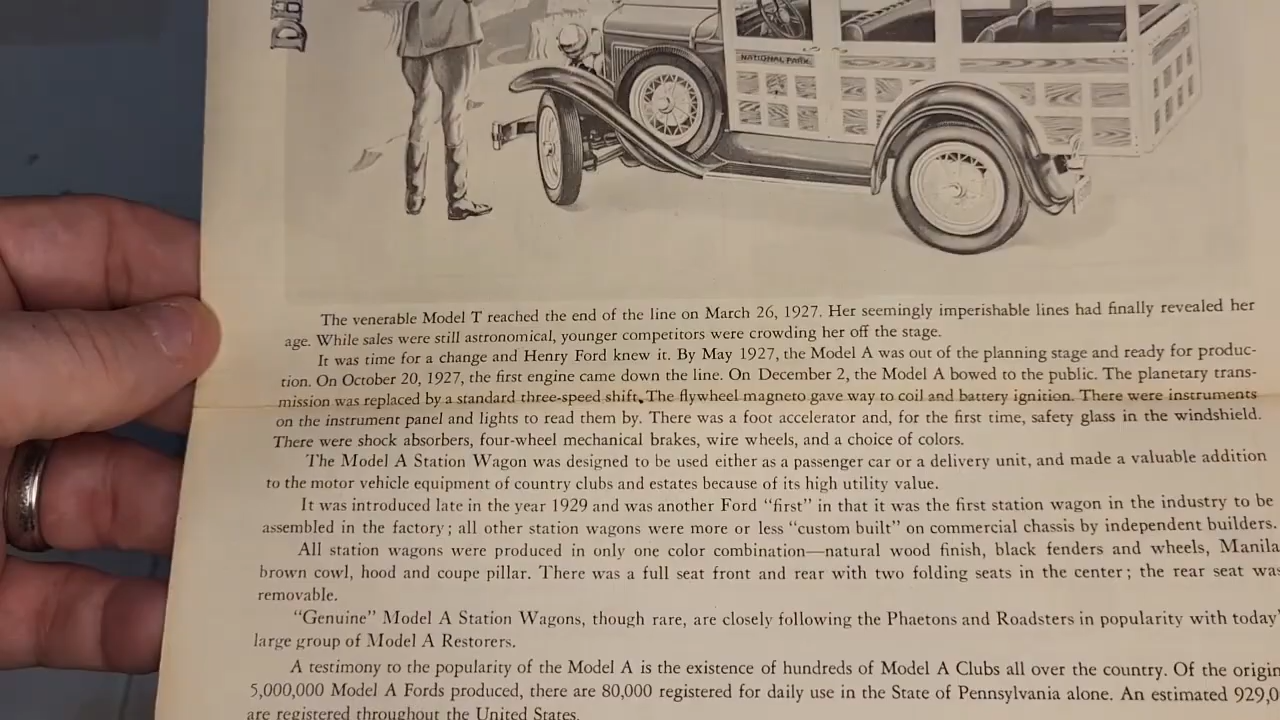 NATIONAL PARK
The venerable Model T reached the end of the line on March 26, 1927. Her seemingly imperishable lines had finally revealed her
age. While sales were still astronomical, younger competitors were crowding her off the stage.
It was time for a change and Henry Ford knew it. By May 1927, the Model A was out of the planning stage and ready for produc-
tion. On October 20, 1927, the first engine came down the line. On December 2, the Model A bowed to the public. The planetary trans-
mission was replaced by a standard three-speed shift. The flywheel magneto gave way to coil and battery ignition. There were instruments
on the instrument panel and lights to read them by. There was a foot accelerator and, for the first time, safety glass in the windshield.
There were shock absorbers, four-wheel mechanical brakes, wire wheels, and a choice of colors.
The Model A Station Wagon was designed to be used either as a passenger car or a delivery unit, and made a valuable addition
to the motor vehicle equipment of country clubs and estates because of its high utility value.
It was introduced late in the year 1929 and was another Ford “first” in that it was the first station wagon in the industry to be
assembled in the factory; all other station wagons were more or less “custom built” on commercial chassis by independent builders.
All station wagons were produced in only one color combination—natural wood finish, black fenders and wheels, Manila
brown cowl, hood and coupe pillar. There was a full seat front and rear with two folding seats in the center; the rear seat was
removable.
“Genuine” Model A Station Wagons, though rare, are closely following the Phaetons and Roadsters in popularity with today'
large group of Model A Restorers.
A testimony to the popularity of the Model A is the existence of hundreds of Model A Clubs all over the country. Of the origin
5,000,000 Model A Fords produced, there are 80,000 registered for daily use in the State of Pennsylvania alone. An estimated 929,0
are registered throughout the United States.